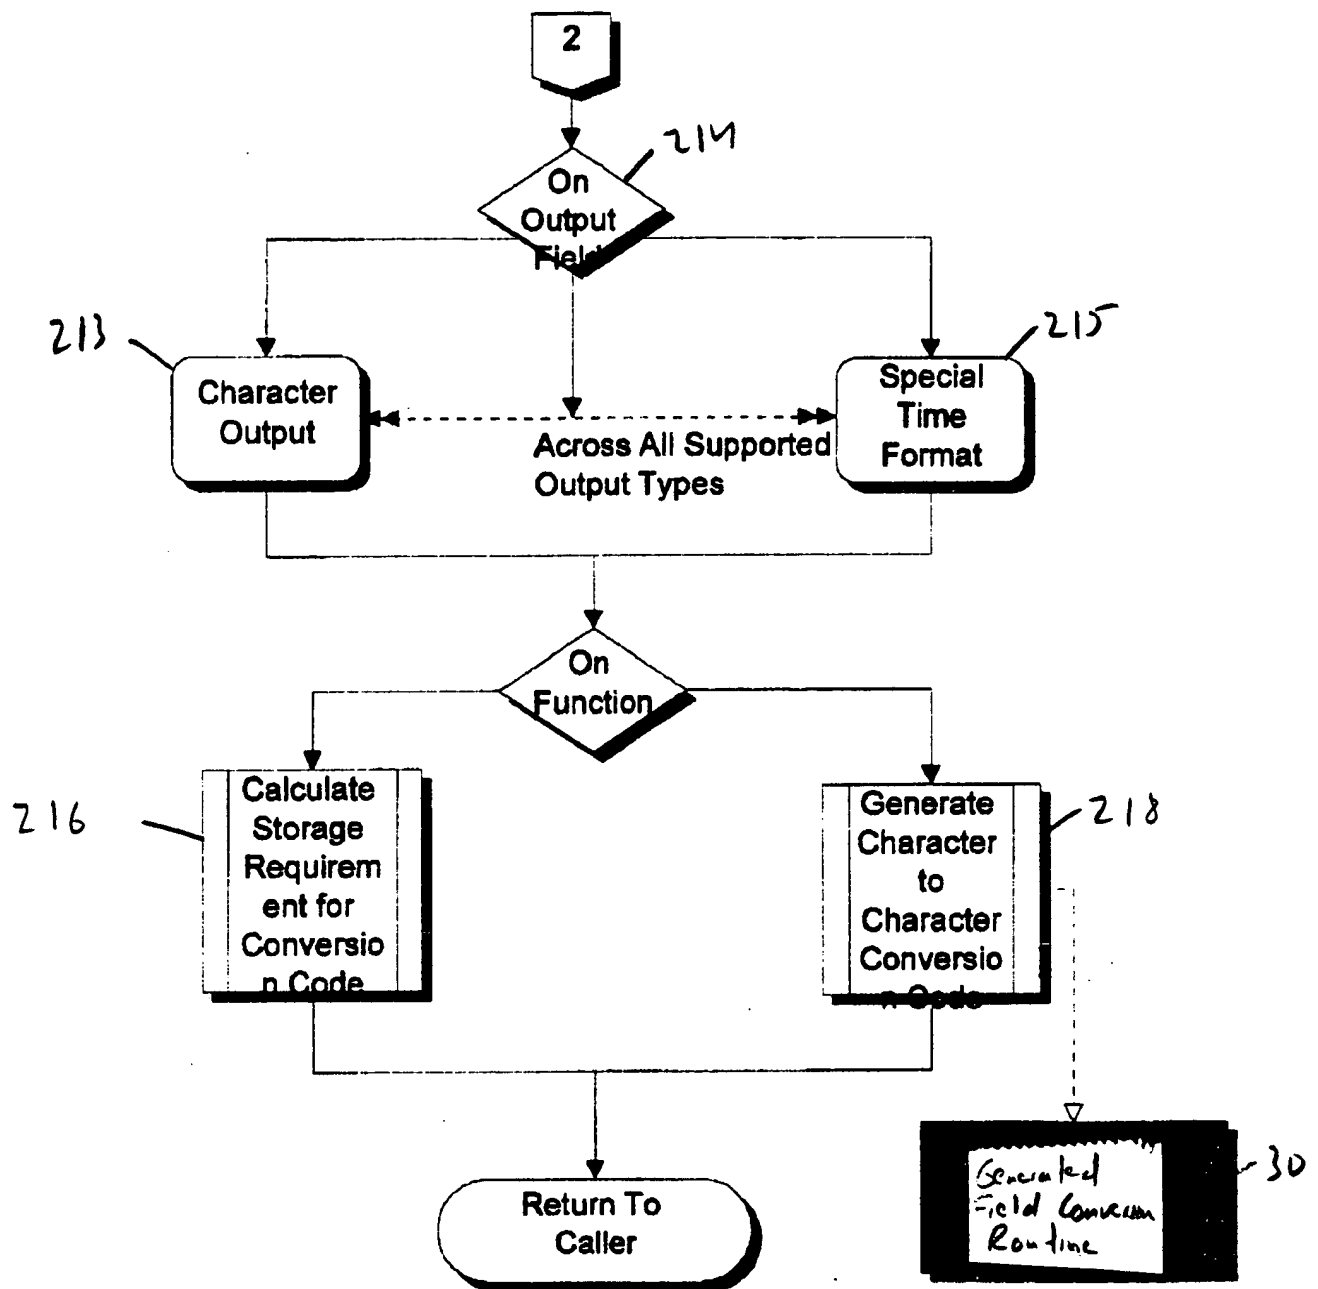 2
214
On
Output
Field
213
215
Character
Output
Special
Time
Format
Across All Supported
Output Types
On
Function
216
Calculate
Storage
Requirem
ent for
Conversio
n Code
218
Generate
Character
to
Character
Conversio
n Code
30
Generated
Field Conversion
Routine
Return To
Caller